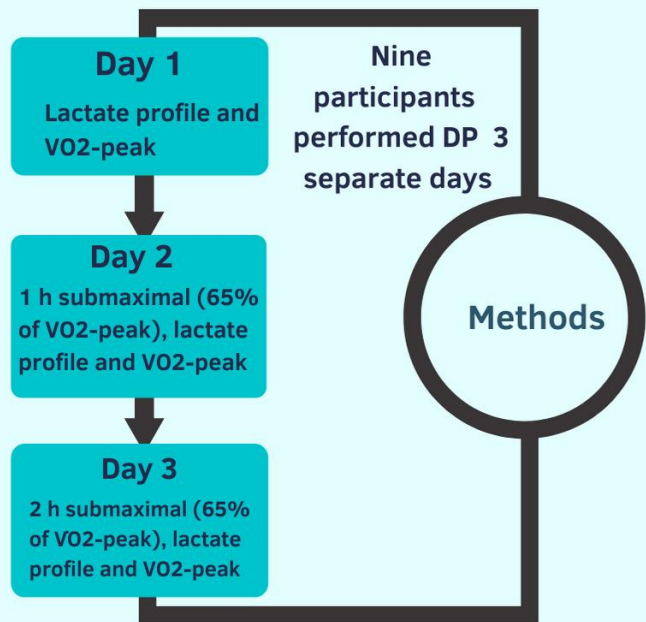 Day 1
Lactate profile and
VO2-peak
Nine
participants
performed DP 3
separate days
Day 2
1 h submaximal (65%
of VO2-peak), lactate
profile and VO2-peak
Methods
Day 3
2 h submaximal (65%
of VO2-peak), lactate
profile and VO2-peak